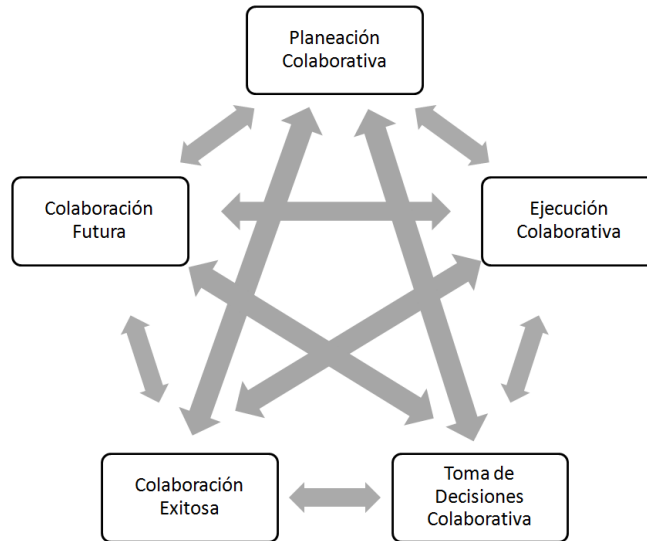 Planeación
Colaborativa
Colaboración
Futura
Ejecución
Colaborativa
Colaboración
Exitosa
Toma de
Decisiones
Colaborativa